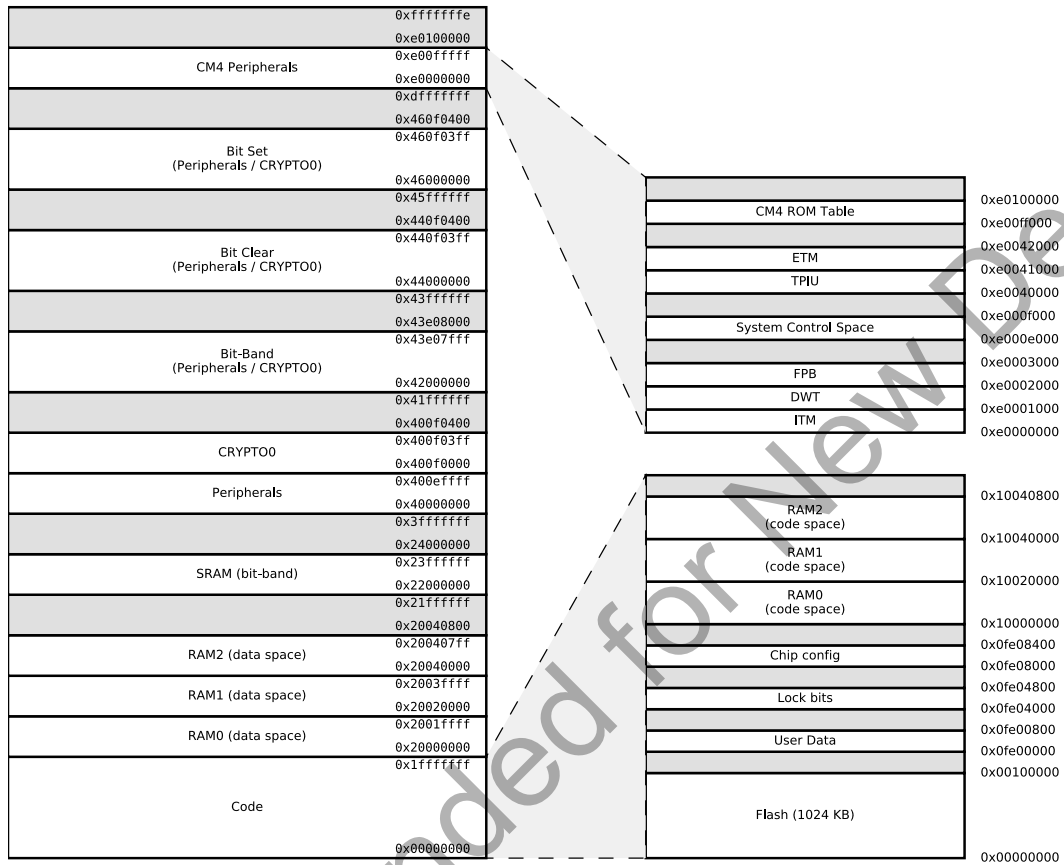 0xfffffffe
0xe0100000
0xe00fffff
CM4 Peripherals
0xe0000000
0xdfffffff
0x460f0400
0x460f03ff
Bit Set
(Peripherals / CRYPTO0)
0x46000000
0x45ffffff
0x440f0400
0x440f03ff
Bit Clear
(Peripherals / CRYPTO0)
0x44000000
0x43ffffff
0x43e08000
0x43e07fff
Bit-Band
(Peripherals / CRYPTO0)
0x42000000
0x41ffffff
0x400f0400
0x400f03ff
CRYPTO0
0x400f0000
0x400effff
Peripherals
0x40000000
0x3fffffff
0x24000000
0x23ffffff
SRAM (bit-band)
0x22000000
0x21ffffff
0x20040800
0x200407ff
RAM2 (data space)
0x20040000
0x2003ffff
RAM1 (data space)
0x20020000
0x2001ffff
RAM0 (data space)
0x20000000
0x1fffffff
Code
0x00000000
0xe0100000
CM4 ROM Table
0xe00ff000
0xe0042000
ETM
0xe0041000
TPIU
0xe0040000
0xe000f000
System Control Space
0xe000e000
0xe0003000
FPB
0xe0002000
DWT
0xe0001000
ITM
0xe0000000
0x10040800
RAM2
(code space)
0x10040000
RAM1
(code space)
0x10020000
RAM0
(code space)
0x10000000
0x0fe08400
Chip config
0x0fe08000
0x0fe04800
Lock bits
0x0fe04000
0x0fe00800
User Data
0x0fe00000
0x00100000
Flash (1024 KB)
0x00000000
nded for New De